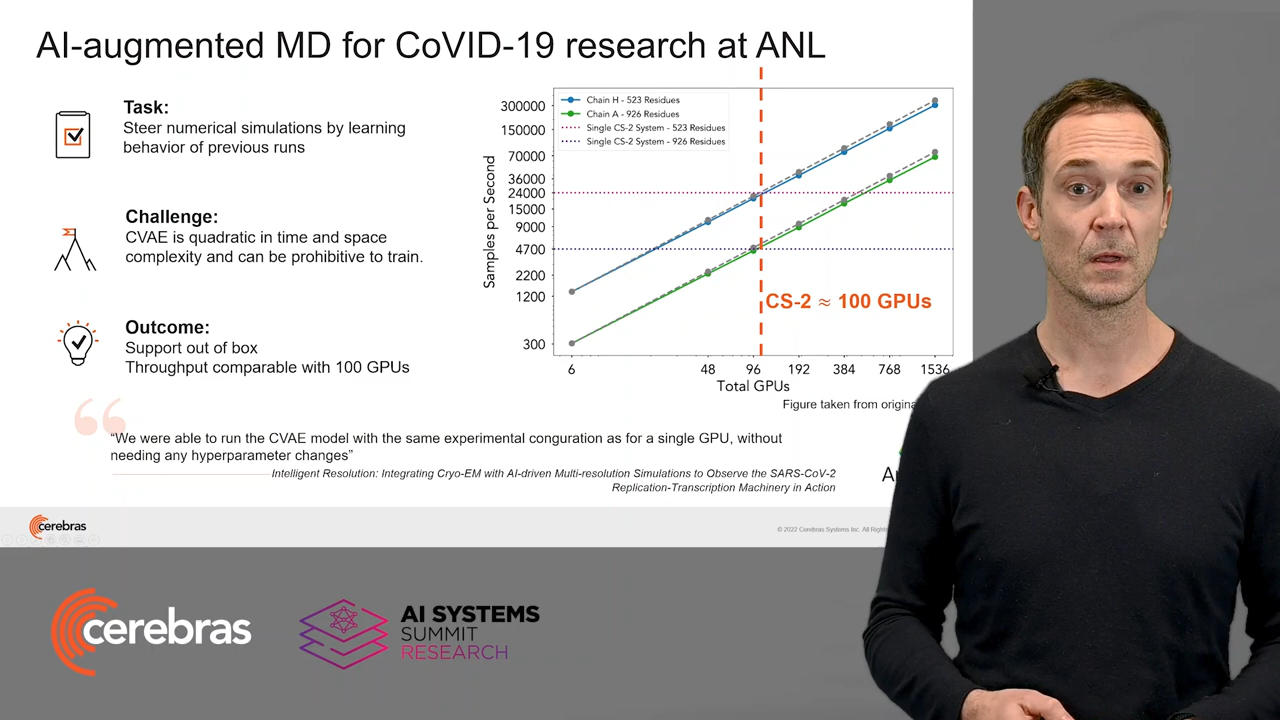 AI-augmented MD for CoVID-19 research at ANL
Task:
Steer numerical simulations by learning
behavior of previous runs
Challenge:
CVAE is quadratic in time and space
complexity and can be prohibitive to train.
Outcome:
Support out of box
Throughput comparable with 100 GPUs
Samples per Second
300000
150000
70000
36000
24000
15000
9000
4700
2200
1200
300
Chain H - 523 Residues
Chain A - 926 Residues
Single CS-2 System - 523 Residues
Single CS-2 System - 926 Residues
CS-2 ≈ 100 GPUs
6 48 96 192 384 768 1536
Total GPUs
Figure taken from origina
“We were able to run the CVAE model with the same experimental conguration as for a single GPU, without
needing any hyperparameter changes”
Intelligent Resolution: Integrating Cryo-EM with AI-driven Multi-resolution Simulations to Observe the SARS-CoV-2
Replication-Transcription Machinery in Action
cerebras
© 2022 Cerebras Systems Inc. All Rights
cerebras
AI SYSTEMS
SUMMIT
RESEARCH